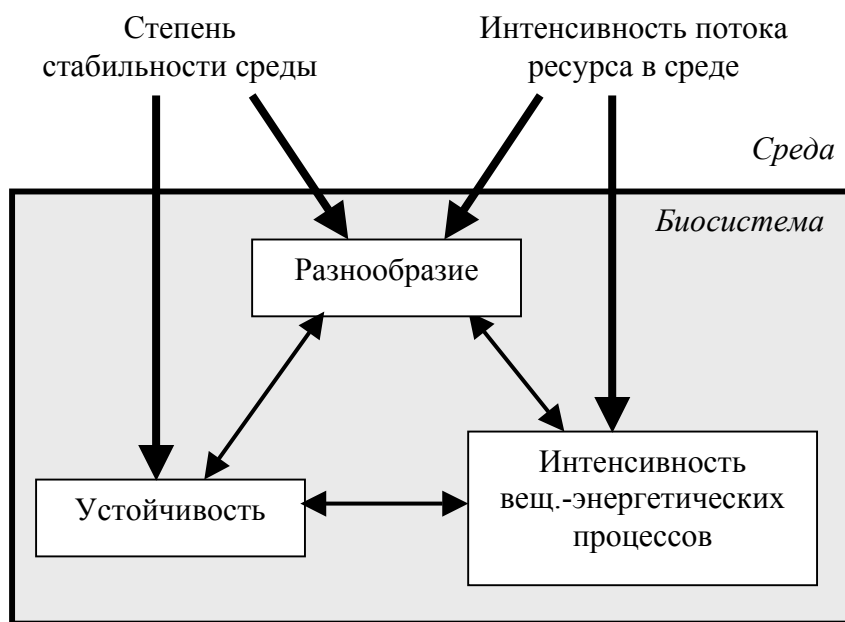 Степень
стабильности среды
Интенсивность потока
ресурса в среде
Среда
Биосистема
Разнообразие
Устойчивость
Интенсивность
вещ.-энергетических
процессов